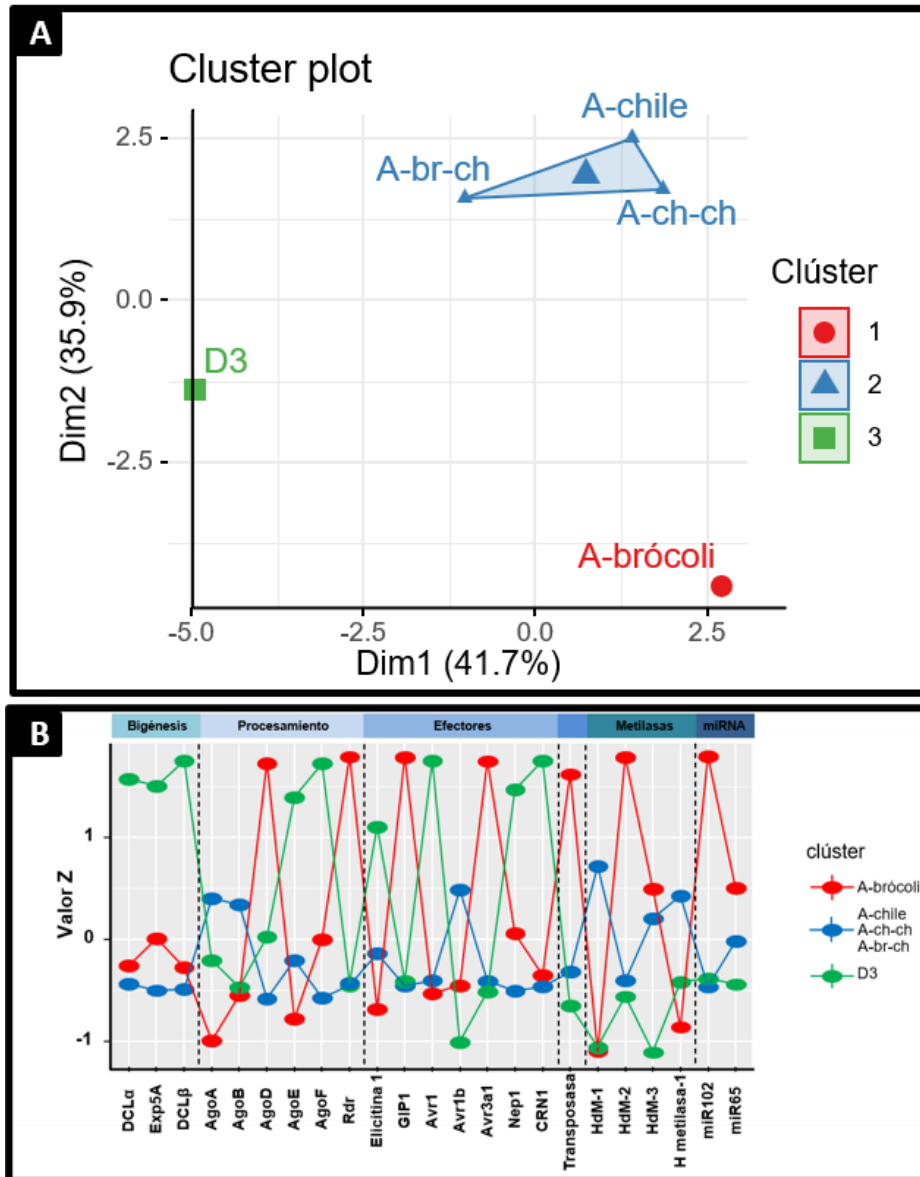 A
Cluster plot
A-chile
A-br-ch
A-ch-ch
D3
A-brócoli
2.5
0.0
-2.5
Dim2 (35.9%)
-5.0 -2.5 0.0 2.5
Dim1 (41.7%)
Clúster
1
2
3
B
Bigénesis Procesamiento Efectores Metilasas miRNA
Valor Z
1
0
-1
DCLα Exp5A DCLβ AgoA AgoB AgoD AgoE AgoF Rdr Elicitina 1 GIP1 Avr1 Avr1b Avr3a1 Nep1 CRN1 Transposasa HdM-1 HdM-2 HdM-3 H metilasa-1 miR102 miR65
clúster
A-brócoli
A-chile
A-ch-ch
A-br-ch
D3